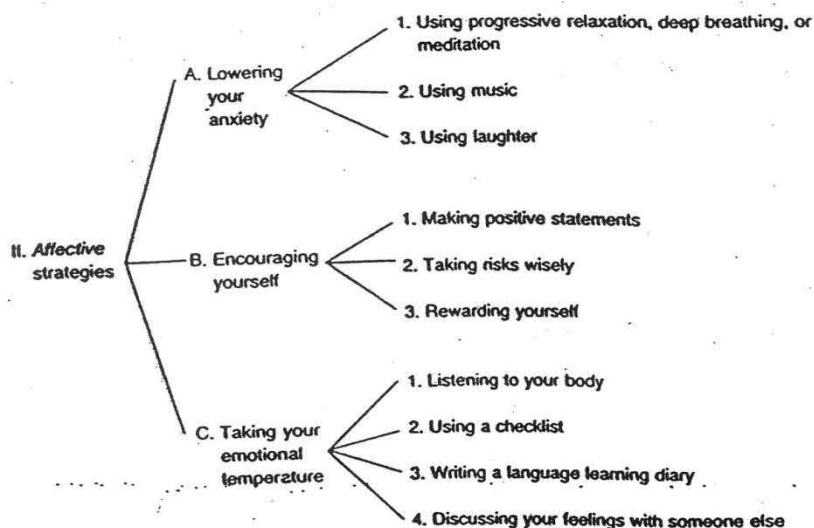 1. Using progressive relaxation, deep breathing, or
meditation
A. Lowering
your
anxiety
2. Using music
3. Using laughter
II. Affective
strategies
B. Encouraging
yourself
1. Making positive statements
2. Taking risks wisely
3. Rewarding yourself
C. Taking your
emotional
temperature
1. Listening to your body
2. Using a checklist
3. Writing a language learning diary
4. Discussing your feelings with someone else